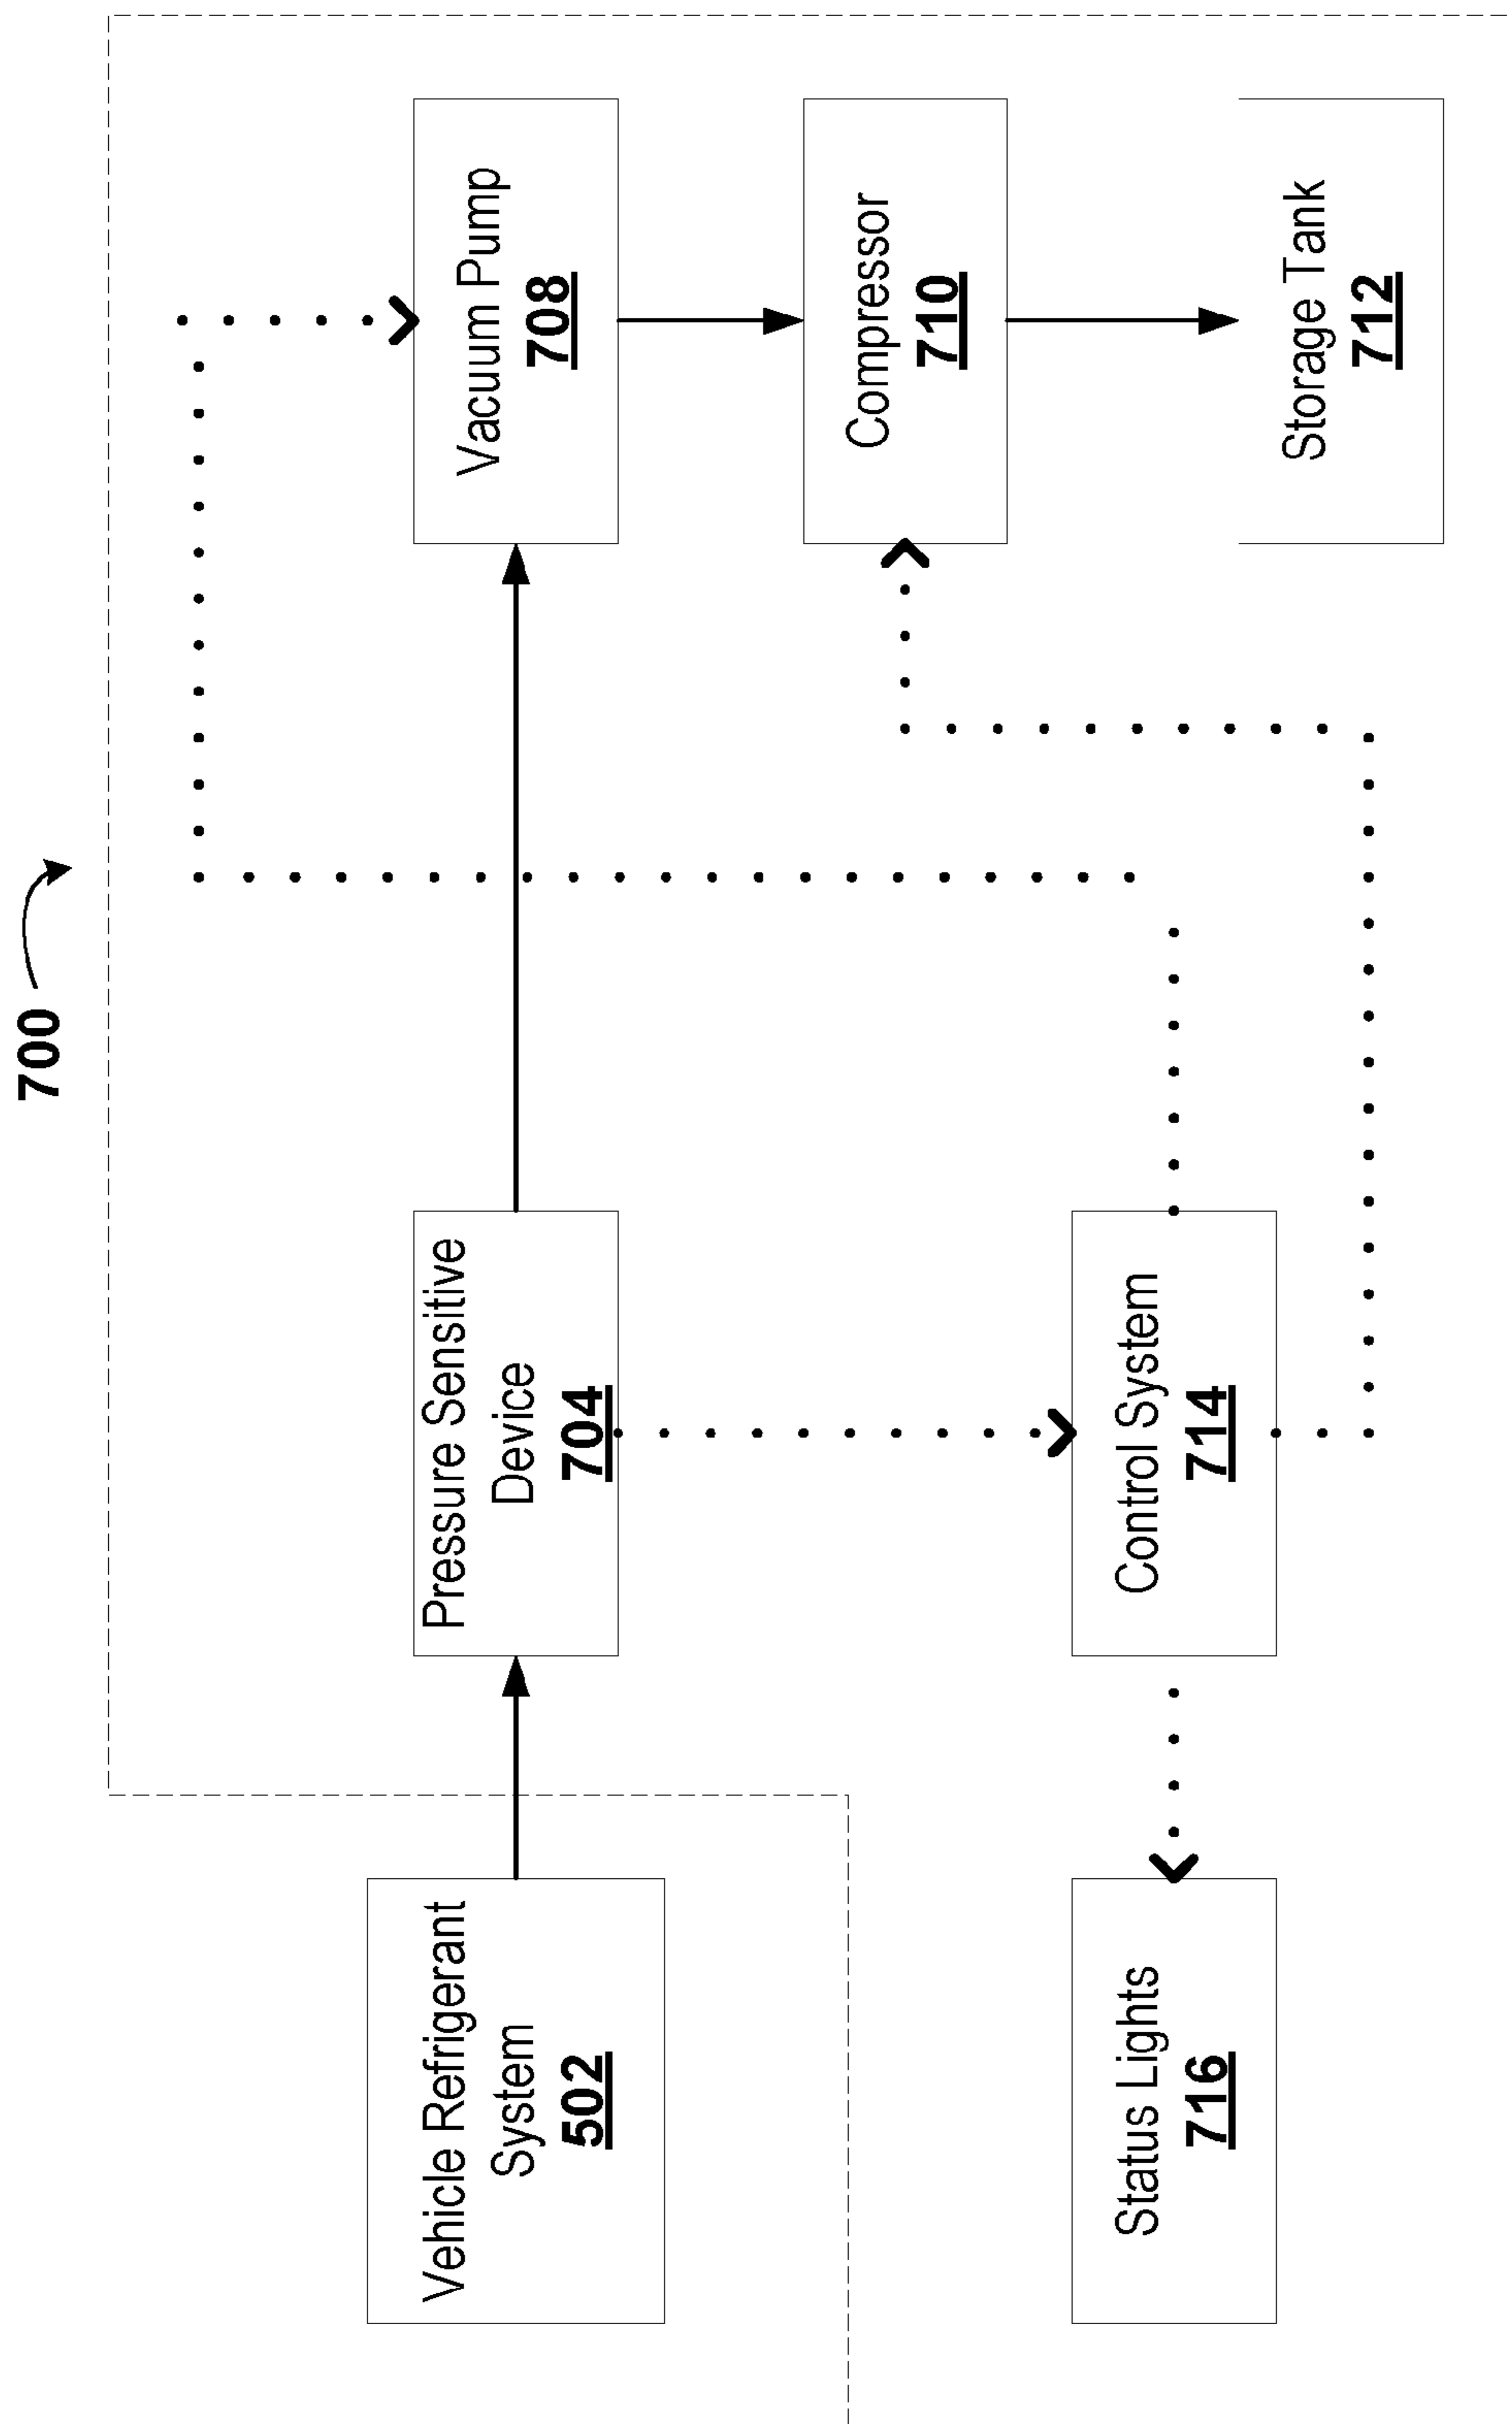 700
Vehicle Refrigerant
System
502
Pressure Sensitive
Device
704
Vacuum Pump
708
Compressor
710
Status Lights
716
Control System
714
Storage Tank
712